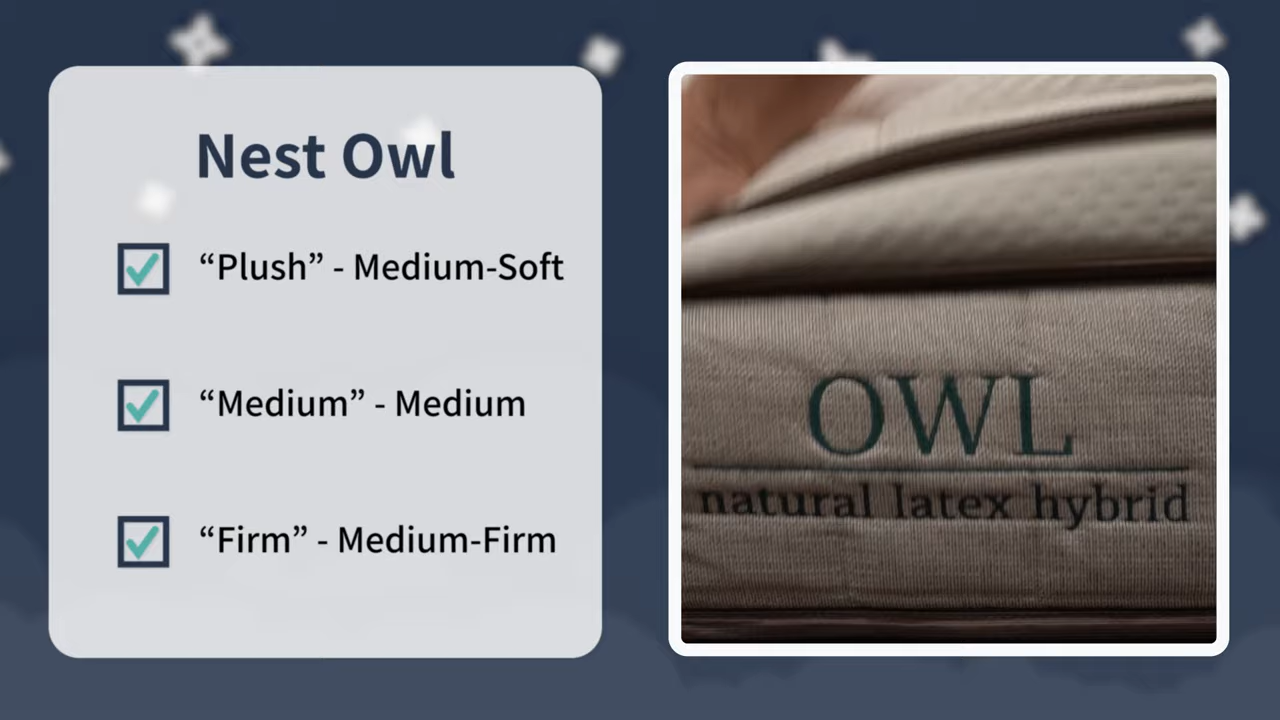 Nest Owl
“Plush” - Medium-Soft
“Medium” - Medium
“Firm” - Medium-Firm
OWL
natural latex hybrid